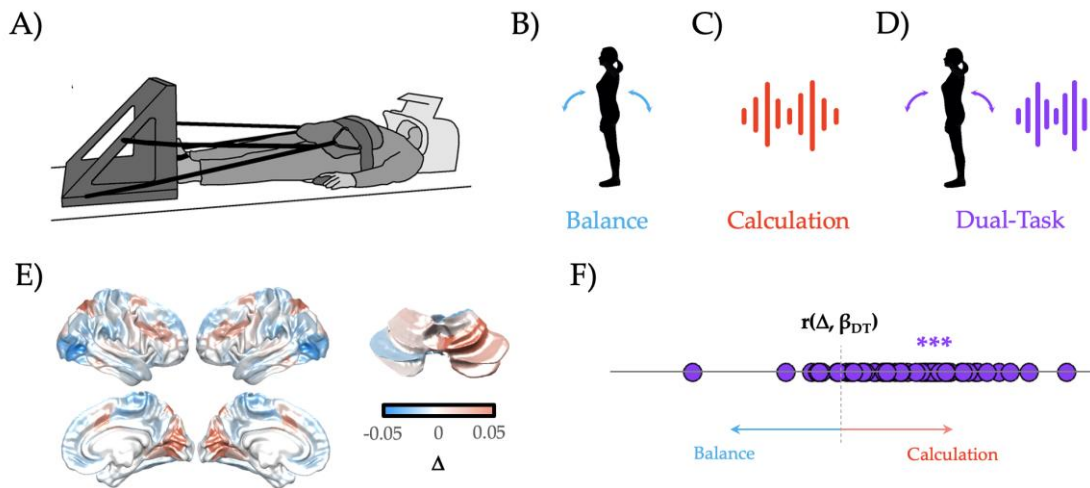 A)
B)
C)
D)
Balance
Calculation
Dual-Task
E)
-0.05 0 0.05
Δ
F)
r(Δ, βDT)
***
Balance
Calculation